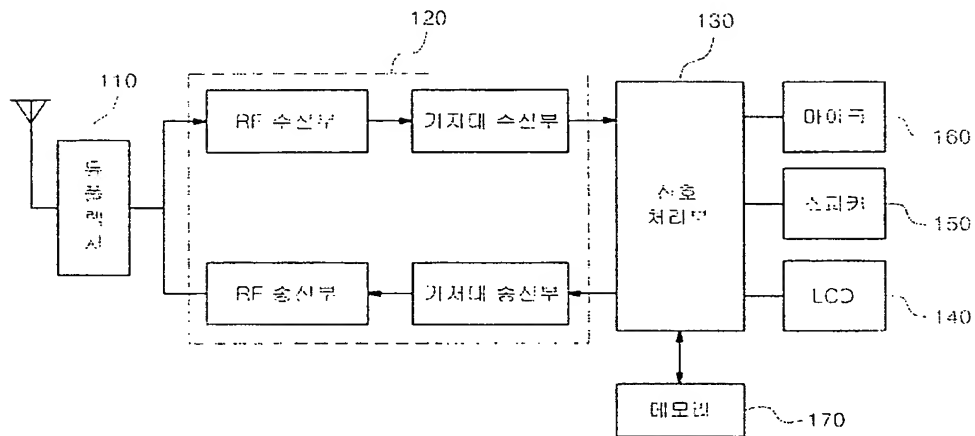 120
130
110
RF 수신부
기저대 수신부
마이크
160
듀플렉서
신호
처리부
스피커
150
RF 송신부
기저대 송신부
LCD
140
메모리
170